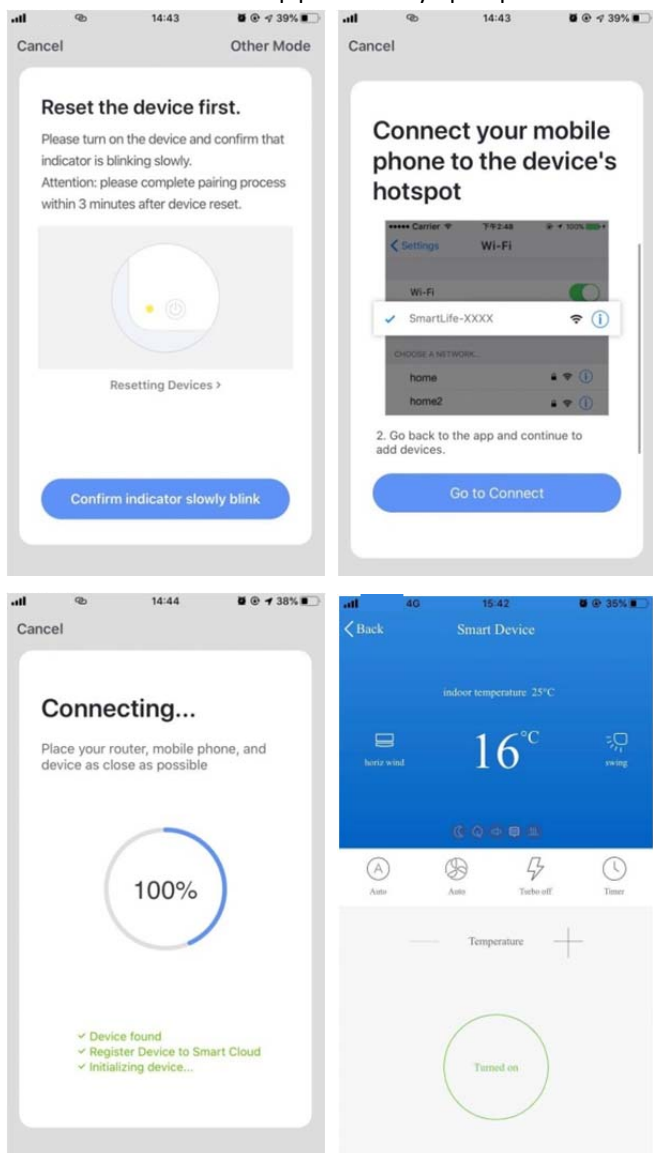 14:43
39%
Cancel
Other Mode
Reset the device first.
Please turn on the device and confirm that
indicator is blinking slowly.
Attention: please complete pairing process
within 3 minutes after device reset.
Resetting Devices >
Confirm indicator slowly blink
14:43
39%
Cancel
Connect your mobile
phone to the device's
hotspot
Carrier
下午2:48
100%
Settings
Wi-Fi
Wi-Fi
SmartLife-XXXX
CHOOSE A NETWORK...
home
home2
2. Go back to the app and continue to
add devices.
Go to Connect
14:44
38%
Cancel
Connecting...
Place your router, mobile phone, and
device as close as possible
100%
Device found
Register Device to Smart Cloud
Initializing device...
4G
15:42
35%
Back
Smart Device
indoor temperature 25°C
horiz wind
16°C
swing
A
Auto
Auto
Turbo off
Timer
Temperature
Turned on